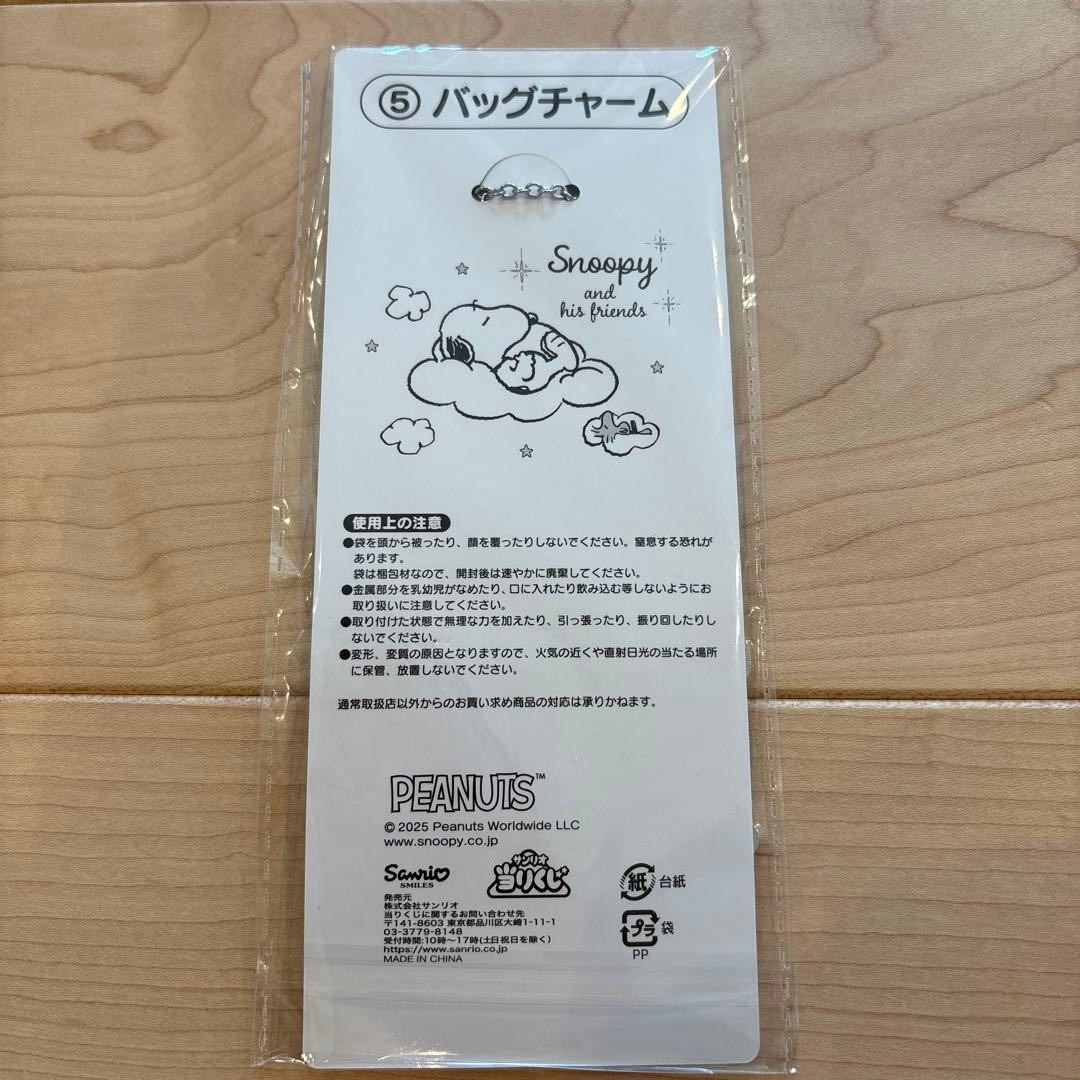 ⑤ バッグチャーム
Snoopy
and
his friends
使用上の注意
●袋を頭から被ったり、顔を覆ったりしないでください。窒息する恐れが
あります。
袋は梱包材なので、開封後は速やかに廃棄してください。
●金属部分を乳幼児がなめたり、口に入れたり飲み込む等しないようにお
取り扱いに注意してください。
●取り付けた状態で無理な力を加えたり、引っ張ったり、振り回したりし
ないでください。
●変形、変質の原因となりますので、火気の近くや直射日光の当たる場所
に保管、放置しないでください。
通常取扱店以外からのお買い求め商品の対応は承りかねます。
PEANUTS™
© 2025 Peanuts Worldwide LLC
www.snoopy.co.jp
Sanrio
SMILES
サンリオ
当りくじ
紙 台紙
発売元
株式会社サンリオ
当りくじに関するお問い合わせ先
〒141-8603 東京都品川区大崎1-11-1
03-3779-8148
受付時間:10時〜17時(土日祝日を除く)
https://www.sanrio.co.jp
MADE IN CHINA
プラ 袋
PP